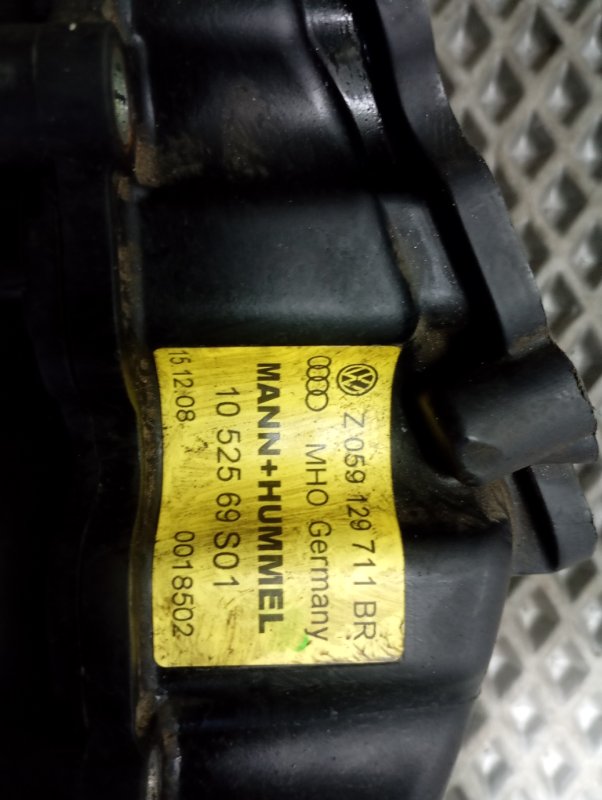 Z 059 129 711 BR
MHO Germany
MANN+HUMMEL
10 525 69 S01
15.12.08 0018502